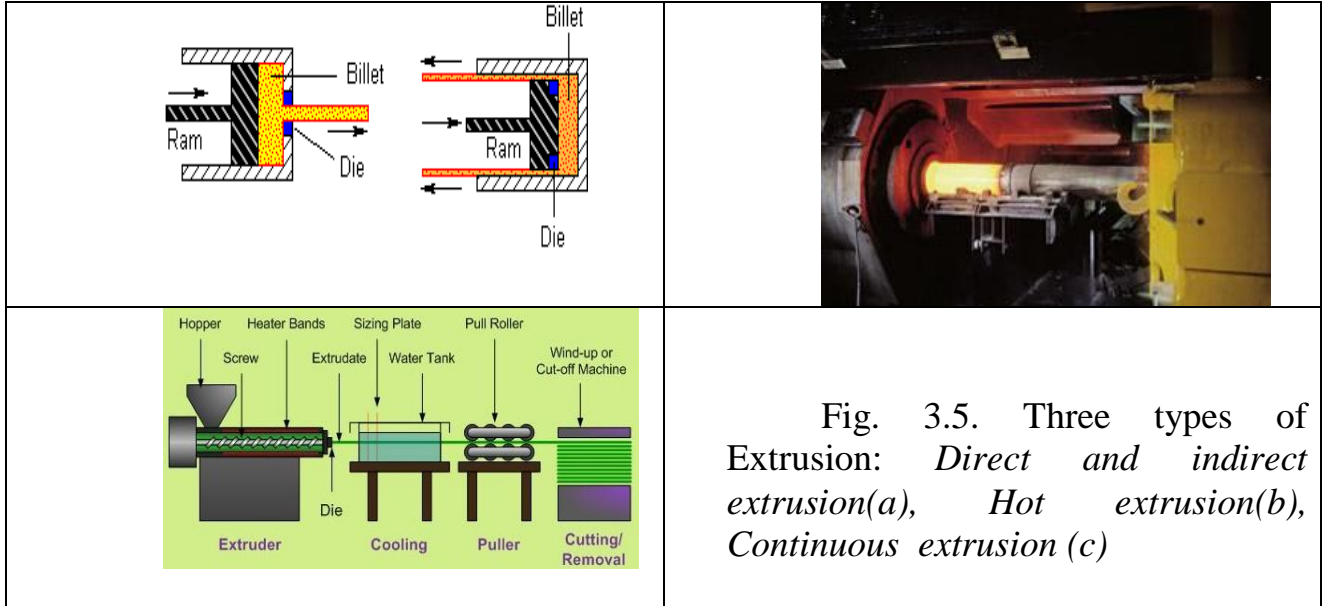 Billet
Ram
Die
Billet
Ram
Die
Hopper Heater Bands Sizing Plate Pull Roller
Screw Extrudate Water Tank
Wind-up or
Cut-off Machine
Die
Extruder Cooling Puller Cutting/
Removal
Fig. 3.5. Three types of
Extrusion: Direct and indirect
extrusion(a), Hot extrusion(b),
Continuous extrusion (c)